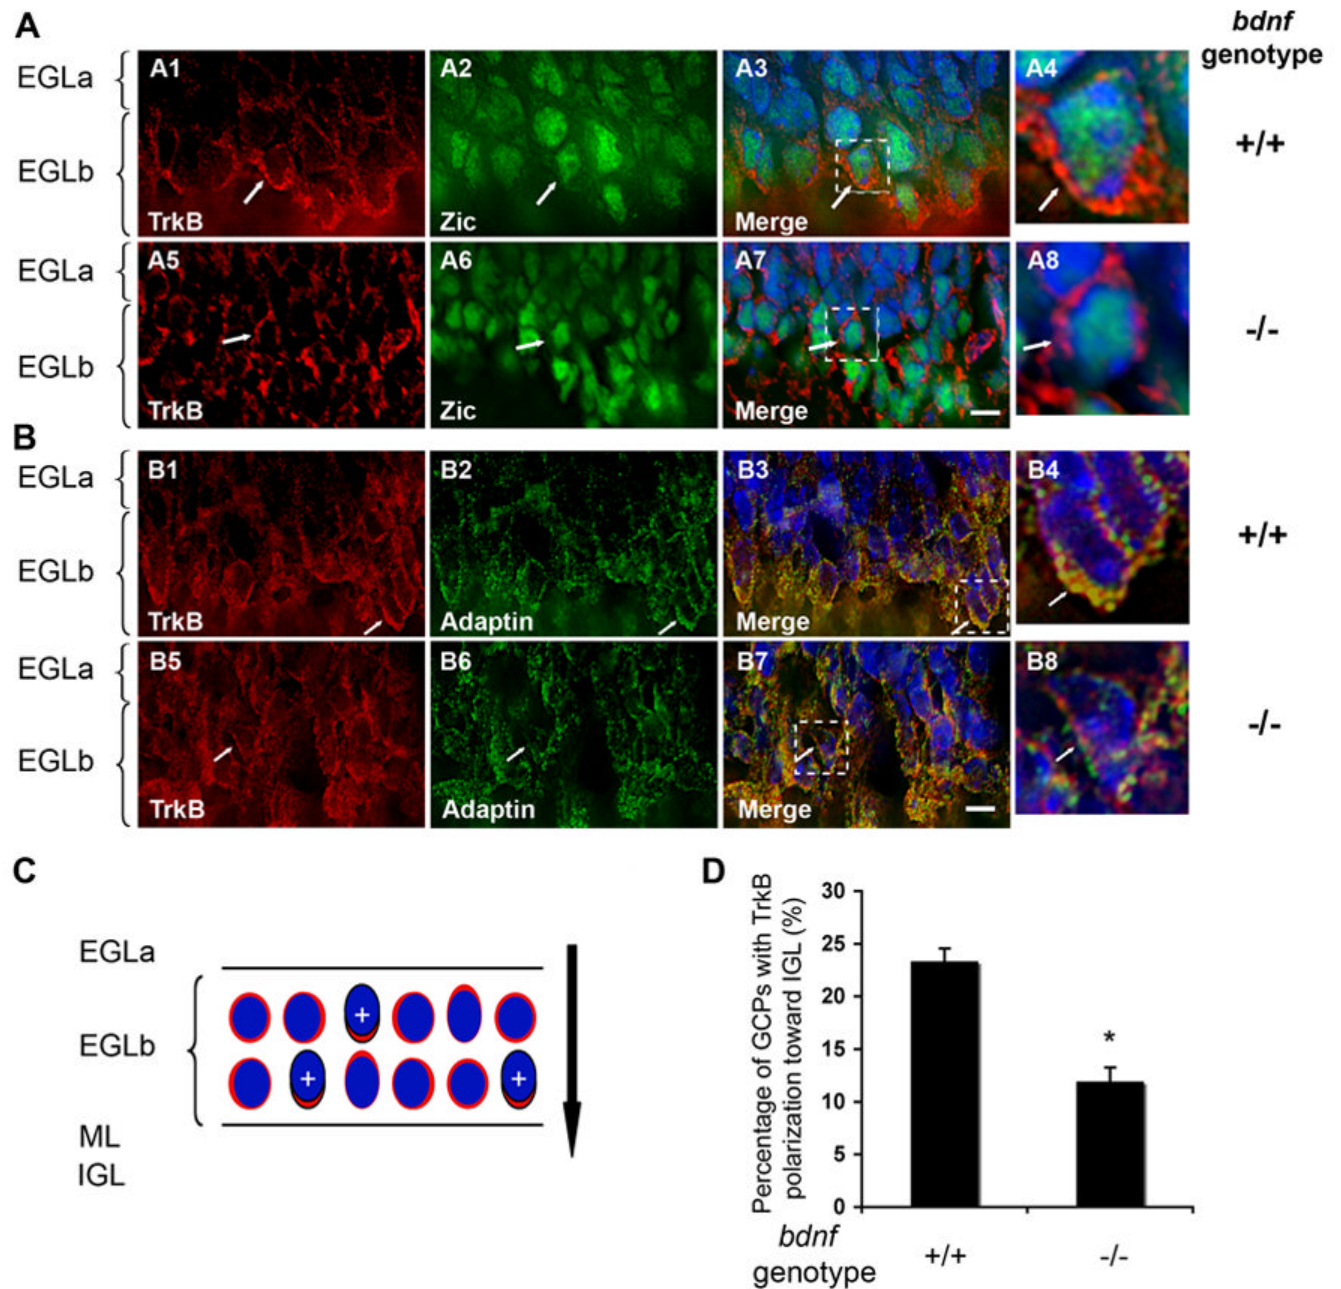 A
bdnf
genotype
EGLa
EGLb
A1
TrkB
A2
Zic
A3
Merge
A4
+/+
EGLa
EGLb
A5
TrkB
A6
Zic
A7
Merge
A8
-/-
B
EGLa
EGLb
B1
TrkB
B2
Adaptin
B3
Merge
B4
+/+
EGLa
EGLb
B5
TrkB
B6
Adaptin
B7
Merge
B8
-/-
C
EGLa
EGLb
ML
IGL
+
+
+
D
Percentage of GCPs with TrkB
polarization toward IGL (%)
30
25
20
15
10
5
0
*
bdnf
genotype
+/+
-/-